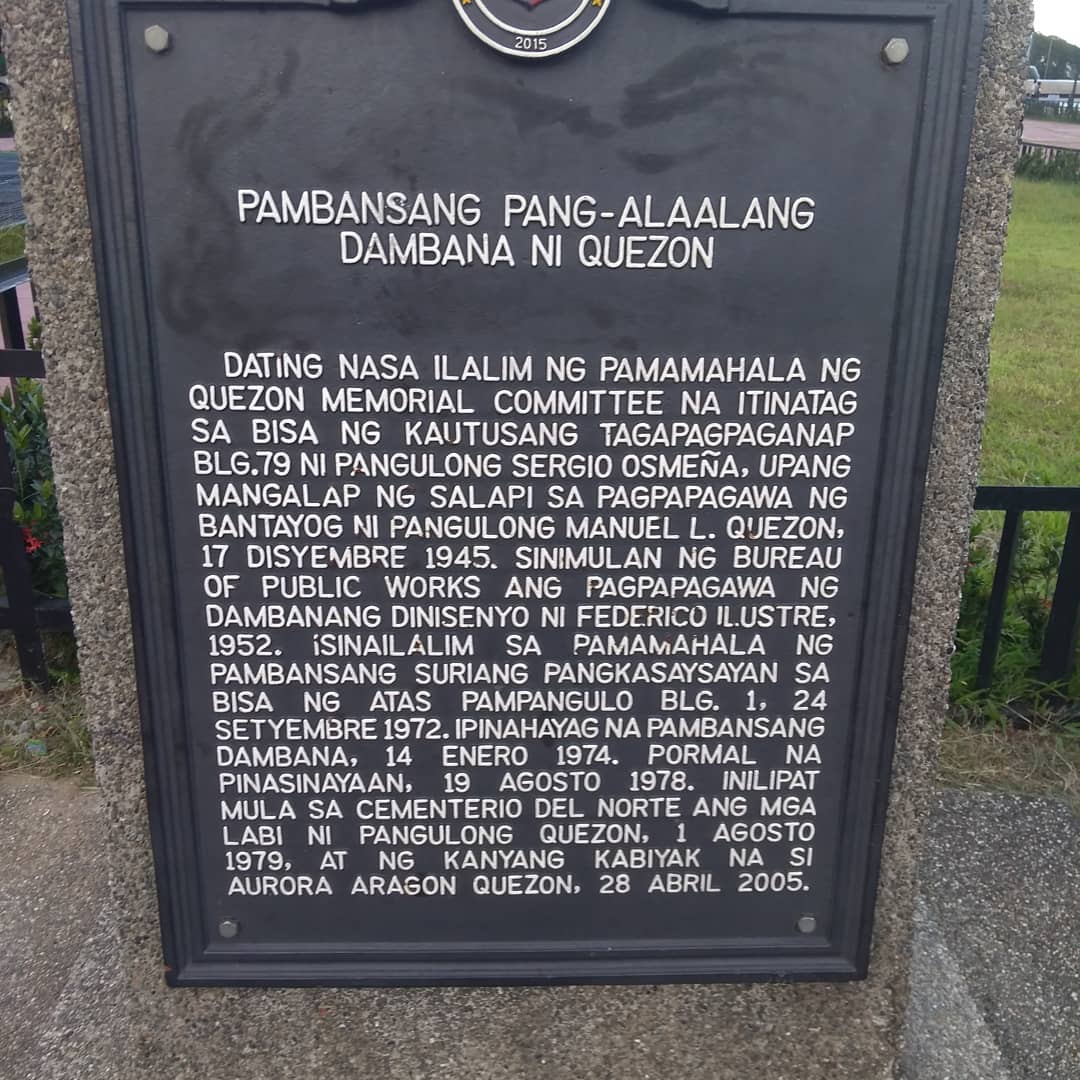 2015
PAMBANSANG PANG-ALAALANG
DAMBANA NI QUEZON
DATING NASA ILALIM NG PAMAMAHALA NG
QUEZON MEMORIAL COMMITTEE NA ITINATAG
SA BISA NG KAUTUSANG TAGAPAGPAGANAP
BLG.79 NI PANGULONG SERGIO OSMEÑA, UPANG
MANGALAP NG SALAPI SA PAGPAPAGAWA NG
BANTAYOG NI PANGULONG MANUEL L. QUEZON,
17 DISYEMBRE 1945. SINIMULAN NG BUREAU
OF PUBLIC WORKS ANG PAGPAPAGAWA NG
DAMBANANG DINISENYO NI FEDERICO ILUSTRE,
1952. ISINAILALIM SA PAMAMAHALA NG
PAMBANSANG SURIANG PANGKASAYSAYAN SA
BISA NG ATAS PAMPANGULO BLG. 1, 24
SETYEMBRE 1972. IPINAHAYAG NA PAMBANSANG
DAMBANA, 14 ENERO 1974. PORMAL NA
PINASINAYAAN, 19 AGOSTO 1978. INILIPAT
MULA SA CEMENTERIO DEL NORTE ANG MGA
LABI NI PANGULONG QUEZON, 1 AGOSTO
1979, AT NG KANYANG KABIYAK NA SI
AURORA ARAGON QUEZON, 28 ABRIL 2005.